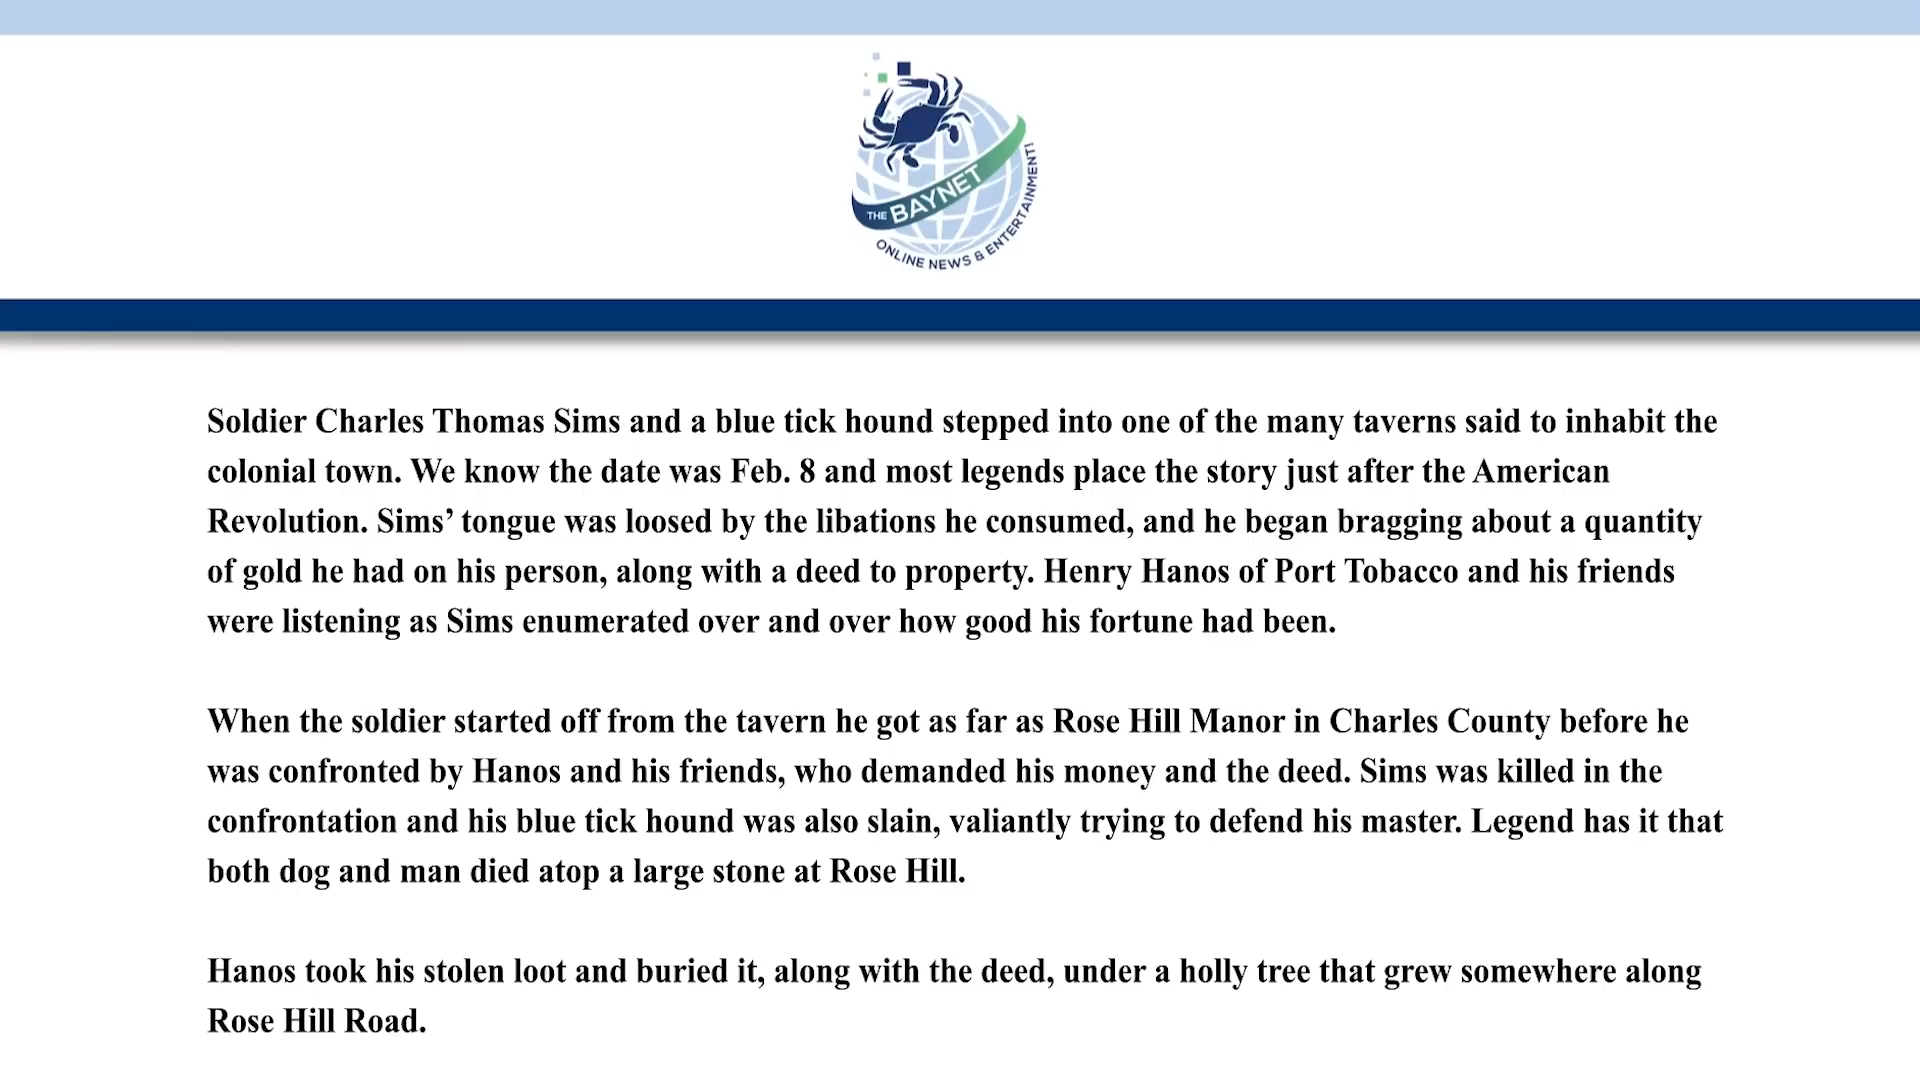 THE BAYNET
ONLINE NEWS & ENTERTAINMENT!
Soldier Charles Thomas Sims and a blue tick hound stepped into one of the many taverns said to inhabit the
colonial town. We know the date was Feb. 8 and most legends place the story just after the American
Revolution. Sims’ tongue was loosed by the libations he consumed, and he began bragging about a quantity
of gold he had on his person, along with a deed to property. Henry Hanos of Port Tobacco and his friends
were listening as Sims enumerated over and over how good his fortune had been.
When the soldier started off from the tavern he got as far as Rose Hill Manor in Charles County before he
was confronted by Hanos and his friends, who demanded his money and the deed. Sims was killed in the
confrontation and his blue tick hound was also slain, valiantly trying to defend his master. Legend has it that
both dog and man died atop a large stone at Rose Hill.
Hanos took his stolen loot and buried it, along with the deed, under a holly tree that grew somewhere along
Rose Hill Road.